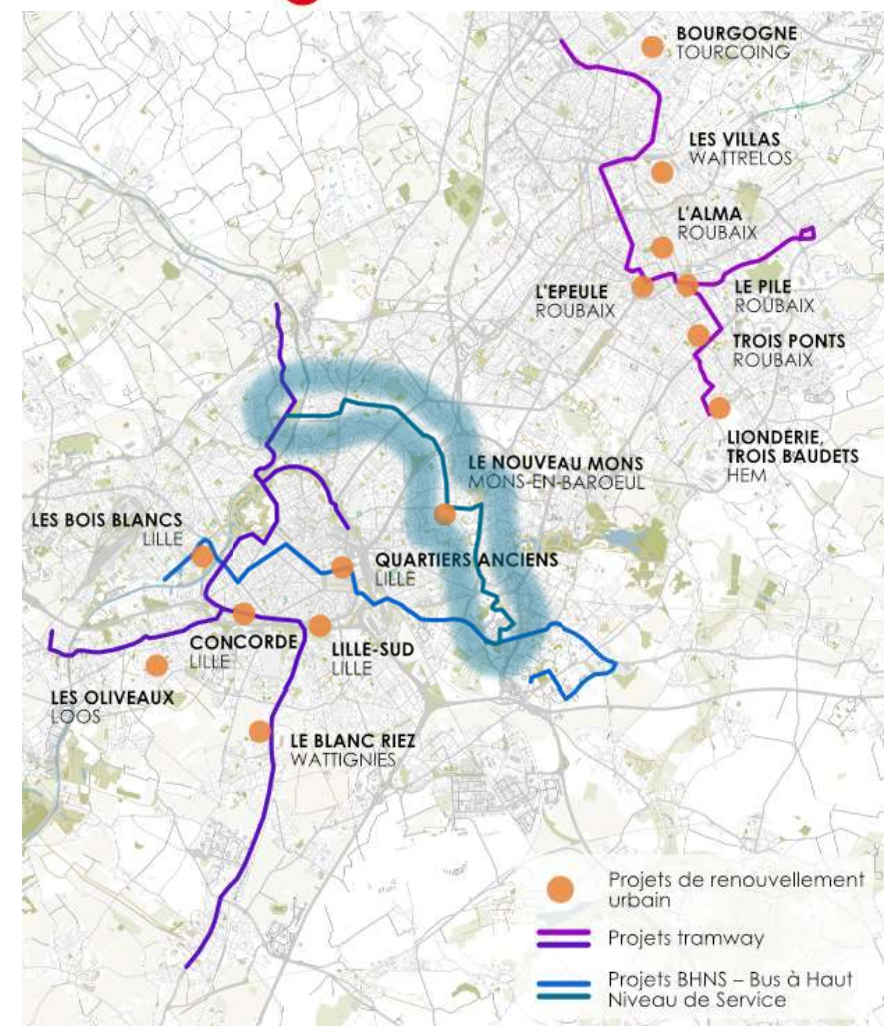 BOURGOGNE
TOURCOING
LES VILLAS
WATTRELOS
L'ALMA
ROUBAIX
L'EPEULE
ROUBAIX
LE PILE
ROUBAIX
TROIS PONTS
ROUBAIX
LIONDERIE,
TROIS BAUDETS
HEM
LE NOUVEAU MONS
MONS-EN-BAROEUL
LES BOIS BLANCS
LILLE
QUARTIERS ANCIENS
LILLE
CONCORDE
LILLE
LILLE-SUD
LILLE
LES OLIVEAUX
LOOS
LE BLANC RIEZ
WATTIGNIES
Projets de renouvellement
urbain
Projets tramway
Projets BHNS – Bus à Haut
Niveau de Service